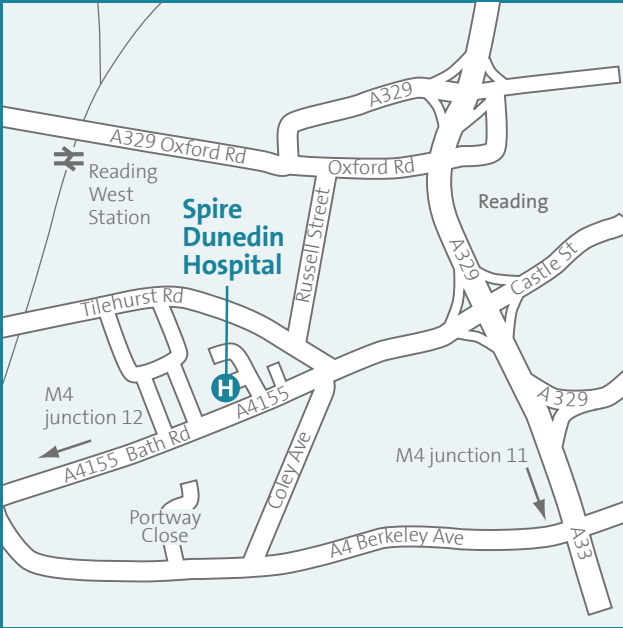 A329
A329 Oxford Rd
Oxford Rd
Reading
West
Station
Reading
Spire
Dunedin
Hospital
Russell Street
A329
Castle St
Tilehurst Rd
H
A4155
A329
M4
junction 12
A4155 Bath Rd
Coley Ave
M4 junction 11
Portway
Close
A4 Berkeley Ave
A33